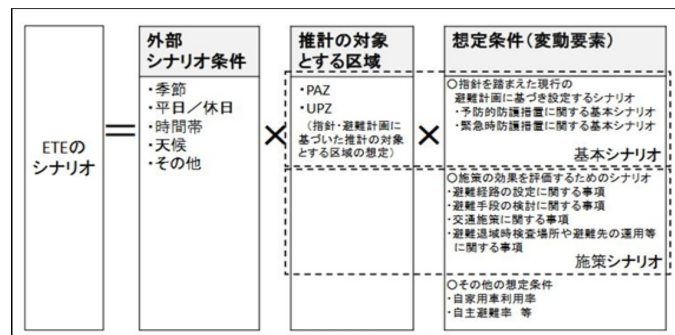 ETEの
シナリオ
＝
外部
シナリオ条件
・季節
・平日／休日
・時間帯
・天候
・その他
×
推計の対象
とする区域
・PAZ
・UPZ
（指針・避難計画に
基づいた推計の対象
とする区域の想定）
×
想定条件（変動要素）
○指針を踏まえた現行の
避難計画に基づき設定するシナリオ
・予防的防護措置に関する基本シナリオ
・緊急時防護措置に関する基本シナリオ
基本シナリオ
○施策の効果を評価するためのシナリオ
・避難経路の設定に関する事項
・避難手段の検討に関する事項
・交通施策に関する事項
・避難退域時検査場所や避難先の運用等
に関する事項
施策シナリオ
○その他の想定条件
・自家用車利用率
・自主避難率 等